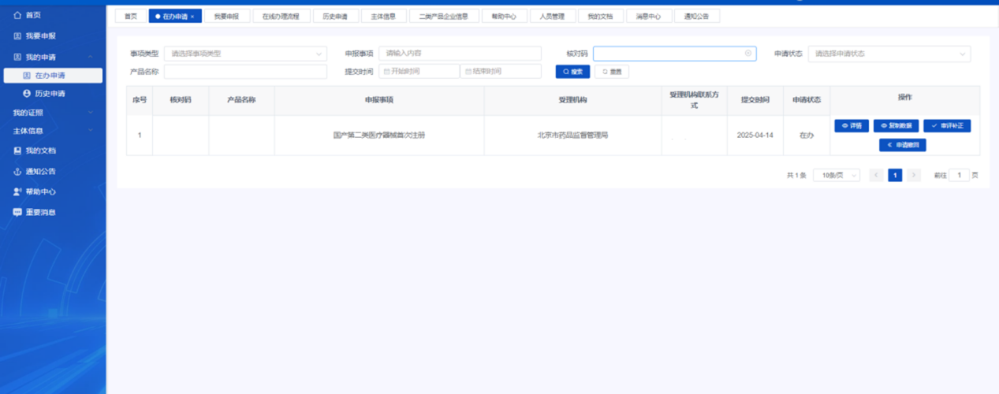 首页
我要申报
我的申请
在办申请
历史申请
我的证照
主体信息
我的文档
通知公告
帮助中心
重要消息
首页 在办申请 × 我要申报 在线办理流程 历史申请 主体信息 二类产品企业信息 帮助中心 人员管理 我的文档 消息中心 通知公告
事项类型 请选择事项类型 申报事项 请输入内容 核对码 申请状态 请选择申请状态
产品名称 提交时间 开始时间 结束时间 搜索 重置
序号 核对码 产品名称 申报事项 受理机构 受理机构联系方式 提交时间 申请状态 操作
1 国产第二类医疗器械首次注册 北京市药品监督管理局 2025-04-14 在办 详情 复制数据 审评补正
申请撤回
共 1 条 10条/页 1 前往 1 页